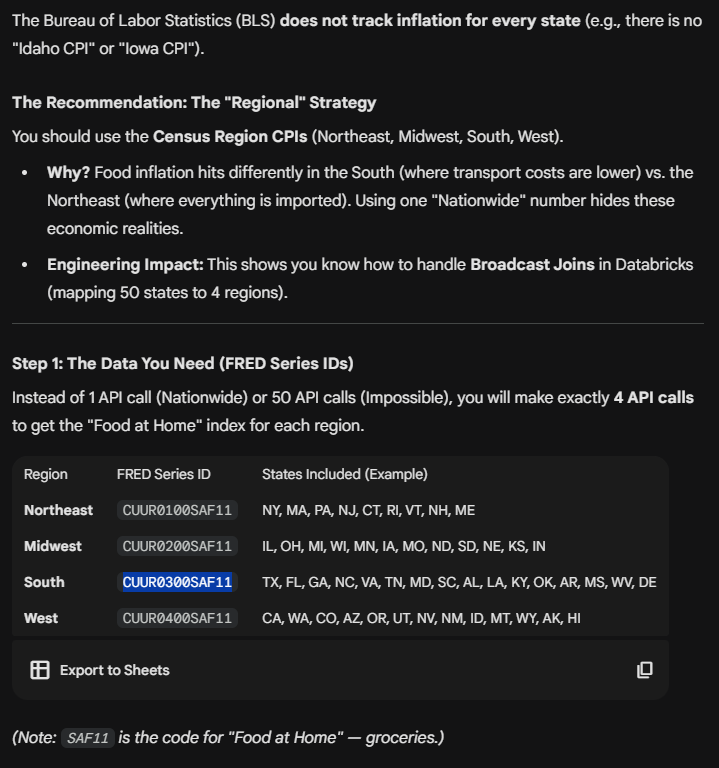 The Bureau of Labor Statistics (BLS) does not track inflation for every state (e.g., there is no
"Idaho CPI" or "Iowa CPI").
The Recommendation: The "Regional" Strategy
You should use the Census Region CPIs (Northeast, Midwest, South, West).
• Why? Food inflation hits differently in the South (where transport costs are lower) vs. the
Northeast (where everything is imported). Using one "Nationwide" number hides these
economic realities.
• Engineering Impact: This shows you know how to handle Broadcast Joins in Databricks
(mapping 50 states to 4 regions).
Step 1: The Data You Need (FRED Series IDs)
Instead of 1 API call (Nationwide) or 50 API calls (Impossible), you will make exactly 4 API calls
to get the "Food at Home" index for each region.
Region FRED Series ID States Included (Example)
Northeast CUUR0100SAF11 NY, MA, PA, NJ, CT, RI, VT, NH, ME
Midwest CUUR0200SAF11 IL, OH, MI, WI, MN, IA, MO, ND, SD, NE, KS, IN
South CUUR0300SAF11 TX, FL, GA, NC, VA, TN, MD, SC, AL, LA, KY, OK, AR, MS, WV, DE
West CUUR0400SAF11 CA, WA, CO, AZ, OR, UT, NV, NM, ID, MT, WY, AK, HI
Export to Sheets
(Note: SAF11 is the code for "Food at Home" — groceries.)